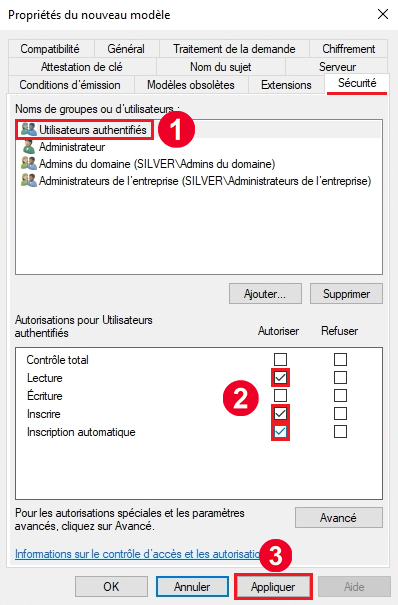 Propriétés du nouveau modèle
Compatibilité Général Traitement de la demande Chiffrement
Attestation de clé Nom du sujet Serveur
Conditions d'émission Modèles obsolètes Extensions Sécurité
Noms de groupes ou d'utilisateurs :
Utilisateurs authentifiés 1
Administrateur
Admins du domaine (SILVER\Admins du domaine)
Administrateurs de l'entreprise (SILVER\Administrateurs de l'entreprise)
Ajouter... Supprimer
Autorisations pour Utilisateurs
authentifiés Autoriser Refuser
Contrôle total
Lecture
Écriture 2
Inscrire
Inscription automatique
Pour les autorisations spéciales et les paramètres
avancés, cliquez sur Avancé. Avancé
Informations sur le contrôle d'accès et les autorisation 3
OK Annuler Appliquer Aide